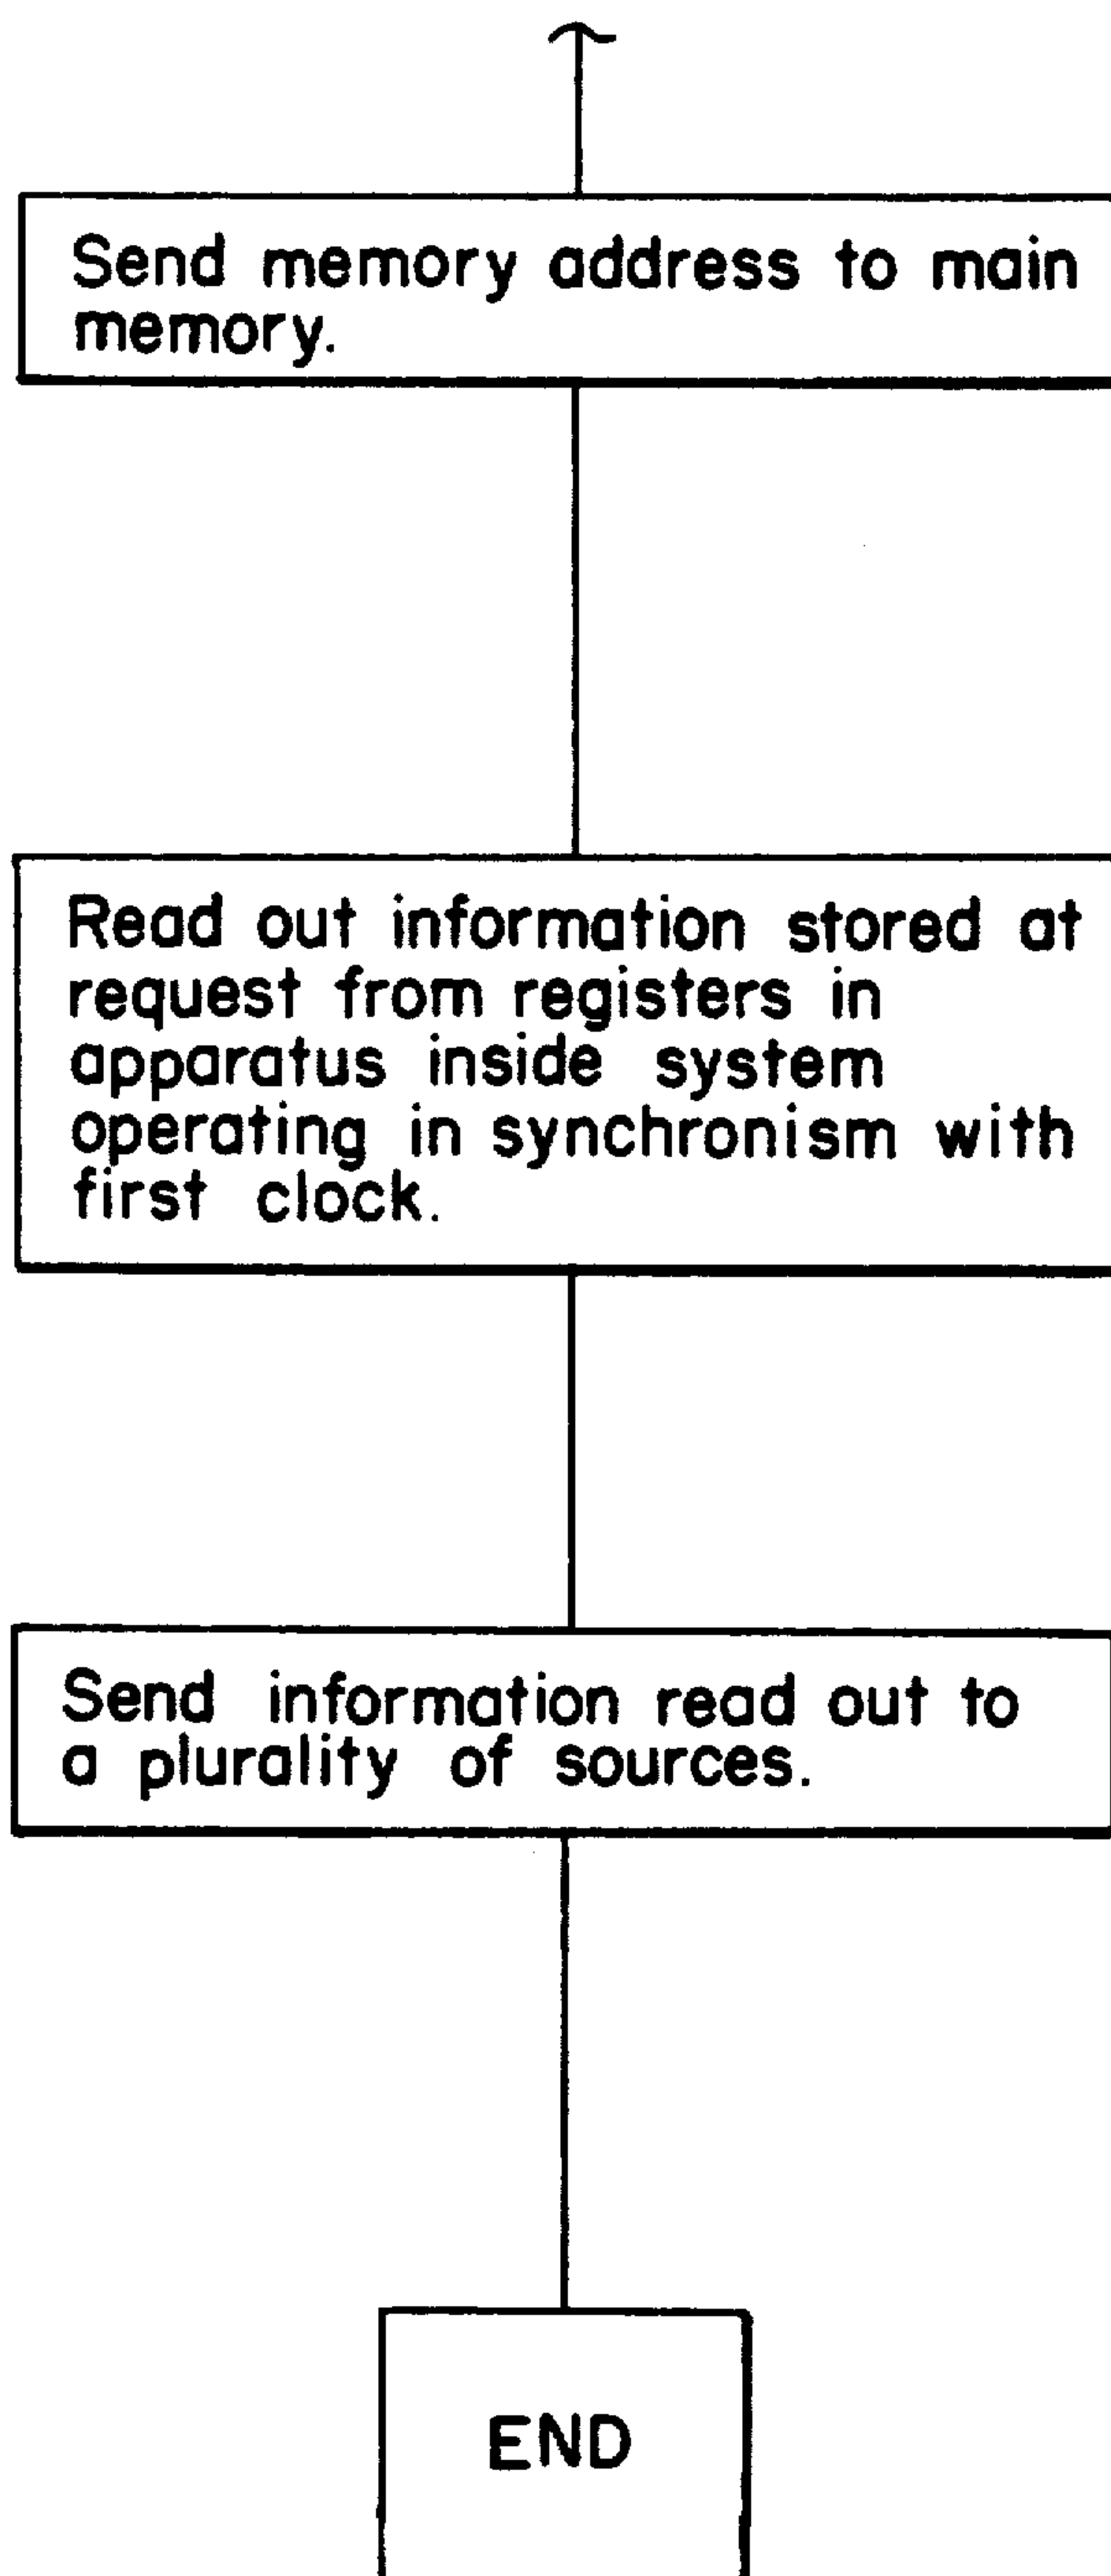 Send memory address to main
memory.
Read out information stored at
request from registers in
apparatus inside system
operating in synchronism with
first clock.
Send information read out to
a plurality of sources.
END